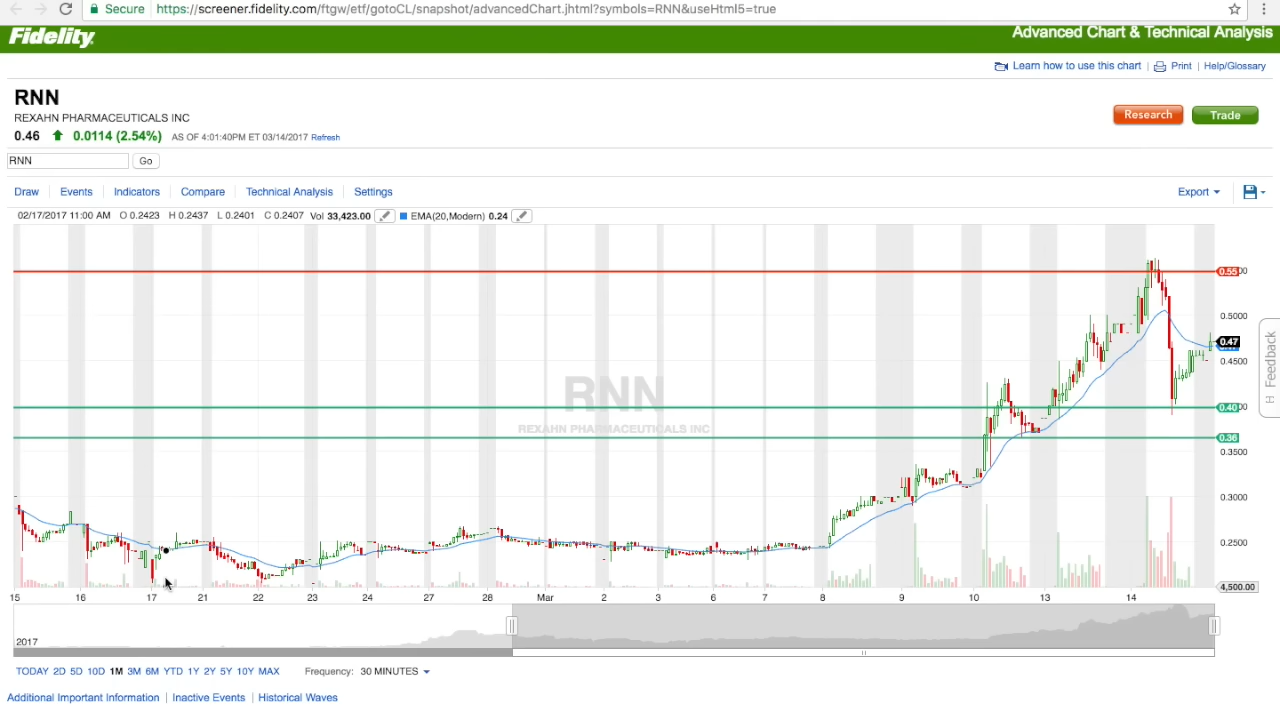 Secure https://screener.fidelity.com/ftgw/etf/gotoCL/snapshot/advancedChart.jhtml?symbols=RNN&useHtml5=true
Fidelity Advanced Chart & Technical Analysis
Learn how to use this chart Print Help/Glossary
RNN
REXAHN PHARMACEUTICALS INC
0.46 0.0114 (2.54%) AS OF 4:01:40PM ET 03/14/2017 Refresh
Research Trade
RNN Go
Draw Events Indicators Compare Technical Analysis Settings Export
02/17/2017 11:00 AM O 0.2423 H 0.2437 L 0.2401 C 0.2407 Vol 33,423.00 EMA(20,Modern) 0.24
0.55 00
0.5000
0.47
0.4500
0.40 00
0.36
0.3500
0.3000
0.2500
4,500.00
RNN
REXAHN PHARMACEUTICALS INC
H Feedback
15 16 17 21 22 23 24 27 28 Mar 2 3 6 7 8 9 10 13 14
2017
TODAY 2D 5D 10D 1M 3M 6M YTD 1Y 2Y 5Y 10Y MAX Frequency: 30 MINUTES
Additional Important Information Inactive Events Historical Waves